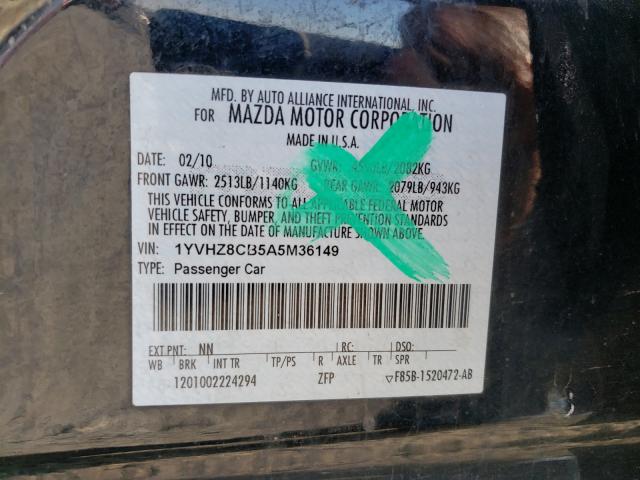 MFD. BY AUTO ALLIANCE INTERNATIONAL, INC.
FOR MAZDA MOTOR CORPORATION
MADE IN U.S.A.
DATE: 02/10 GVWR: /2082KG
FRONT GAWR: 2513LB/1140KG REAR GAWR: 2079LB/943KG
THIS VEHICLE CONFORMS TO ALL APPLICABLE FEDERAL MOTOR
VEHICLE SAFETY, BUMPER, AND THEFT PREVENTION STANDARDS
IN EFFECT ON THE DATE OF MANUFACTURE SHOWN ABOVE.
VIN: 1YVHZ8CB5A5M36149
TYPE: Passenger Car
EXT PNT: NN RC: DSO:
WB BRK INT TR TP/PS R AXLE TR SPR
1201002224294 ZFP ▽FB5B-1520472-AB